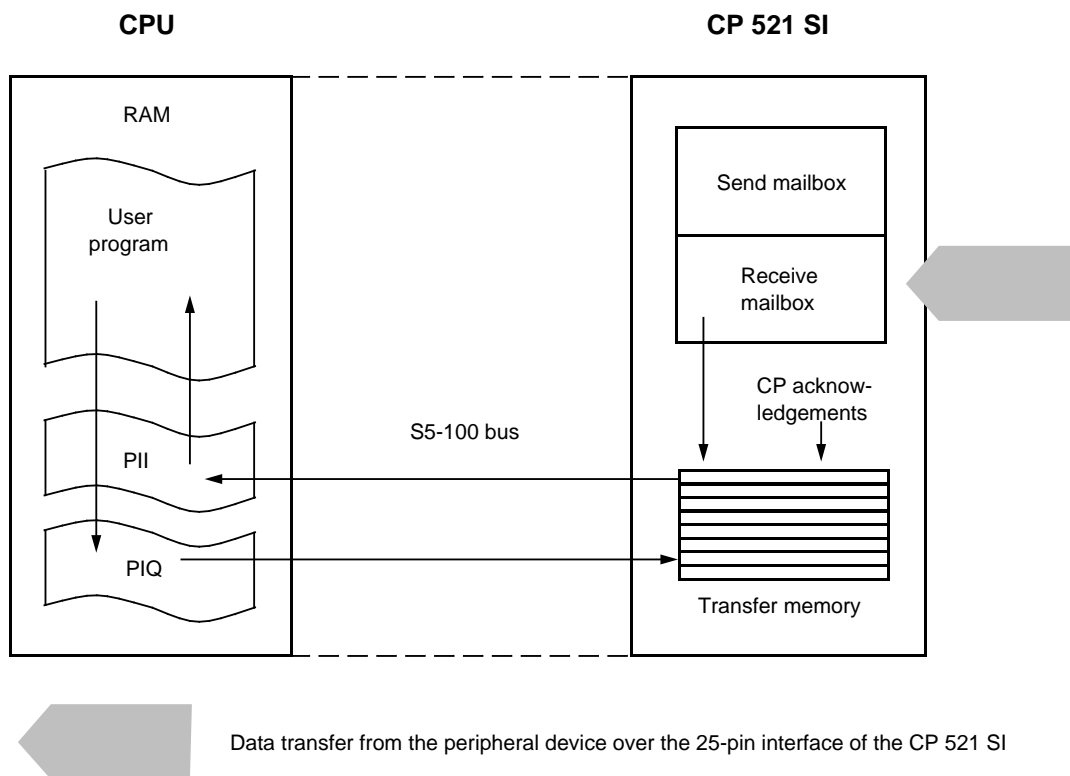 CPU
CP 521 SI
RAM
User
program
PII
PIQ
S5-100 bus
Send mailbox
Receive
mailbox
CP acknow-
ledgements
Transfer memory
Data transfer from the peripheral device over the 25-pin interface of the CP 521 SI